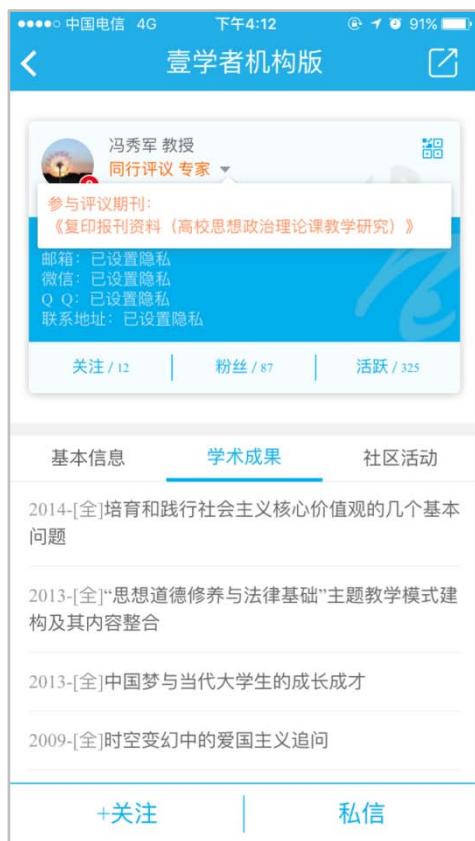 中国电信 4G 下午4:12 91%
壹学者机构版
冯秀军 教授
同行评议 专家
参与评议期刊:
《复印报刊资料（高校思想政治理论课教学研究）》
邮箱：已设置隐私
微信：已设置隐私
Q Q：已设置隐私
联系地址：已设置隐私
关注 / 12 粉丝 / 87 活跃 / 325
基本信息 学术成果 社区活动
2014-[全]培育和践行社会主义核心价值观的几个基本
问题
2013-[全]“思想道德修养与法律基础”主题教学模式建
构及其内容整合
2013-[全]中国梦与当代大学生的成长成才
2009-[全]时空变幻中的爱国主义追问
+关注 私信